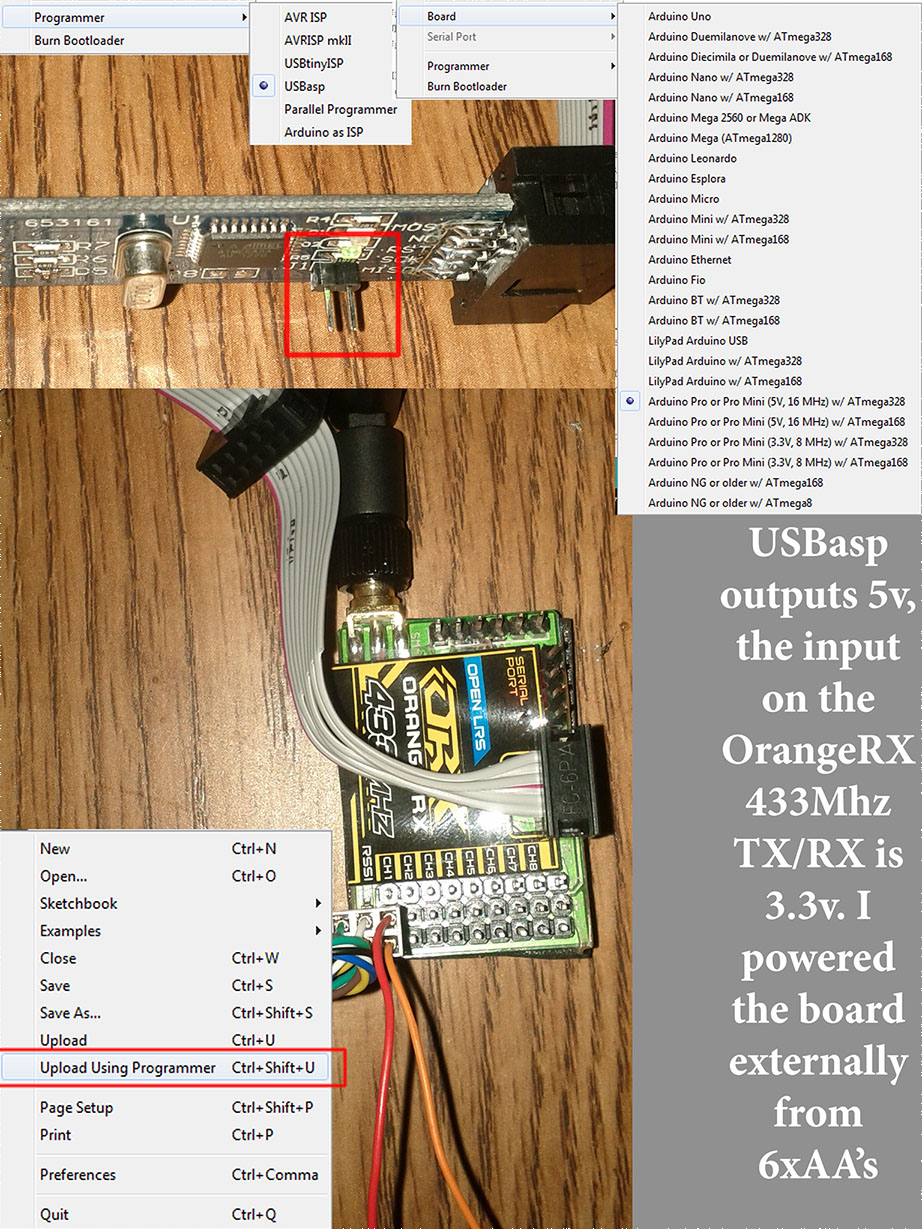 Programmer
Burn Bootloader
AVR ISP
AVRISP mkII
USBtinyISP
USBasp
Parallel Programmer
Arduino as ISP
Board
Serial Port
Programmer
Burn Bootloader
Arduino Uno
Arduino Duemilanove w/ ATmega328
Arduino Diecimila or Duemilanove w/ ATmega168
Arduino Nano w/ ATmega328
Arduino Nano w/ ATmega168
Arduino Mega 2560 or Mega ADK
Arduino Mega (ATmega1280)
Arduino Leonardo
Arduino Esplora
Arduino Micro
Arduino Mini w/ ATmega328
Arduino Mini w/ ATmega168
Arduino Ethernet
Arduino Fio
Arduino BT w/ ATmega328
Arduino BT w/ ATmega168
LilyPad Arduino USB
LilyPad Arduino w/ ATmega328
LilyPad Arduino w/ ATmega168
Arduino Pro or Pro Mini (5V, 16 MHz) w/ ATmega328
Arduino Pro or Pro Mini (5V, 16 MHz) w/ ATmega168
Arduino Pro or Pro Mini (3.3V, 8 MHz) w/ ATmega328
Arduino Pro or Pro Mini (3.3V, 8 MHz) w/ ATmega168
Arduino NG or older w/ ATmega168
Arduino NG or older w/ ATmega8
653161
U1
R4
R7
R6
D5
RST
SERIAL
PORT
OPEN LRS
RSSI
CH1
CH2
CH3
CH4
CH5
CH6
CH7
CH8
USBasp
outputs 5v,
the input
on the
OrangeRX
433Mhz
TX/RX is
3.3v. I
powered
the board
externally
from
6xAA’s
New Ctrl+N
Open... Ctrl+O
Sketchbook
Examples
Close Ctrl+W
Save Ctrl+S
Save As... Ctrl+Shift+S
Upload Ctrl+U
Upload Using Programmer Ctrl+Shift+U
Page Setup Ctrl+Shift+P
Print Ctrl+P
Preferences Ctrl+Comma
Quit Ctrl+Q